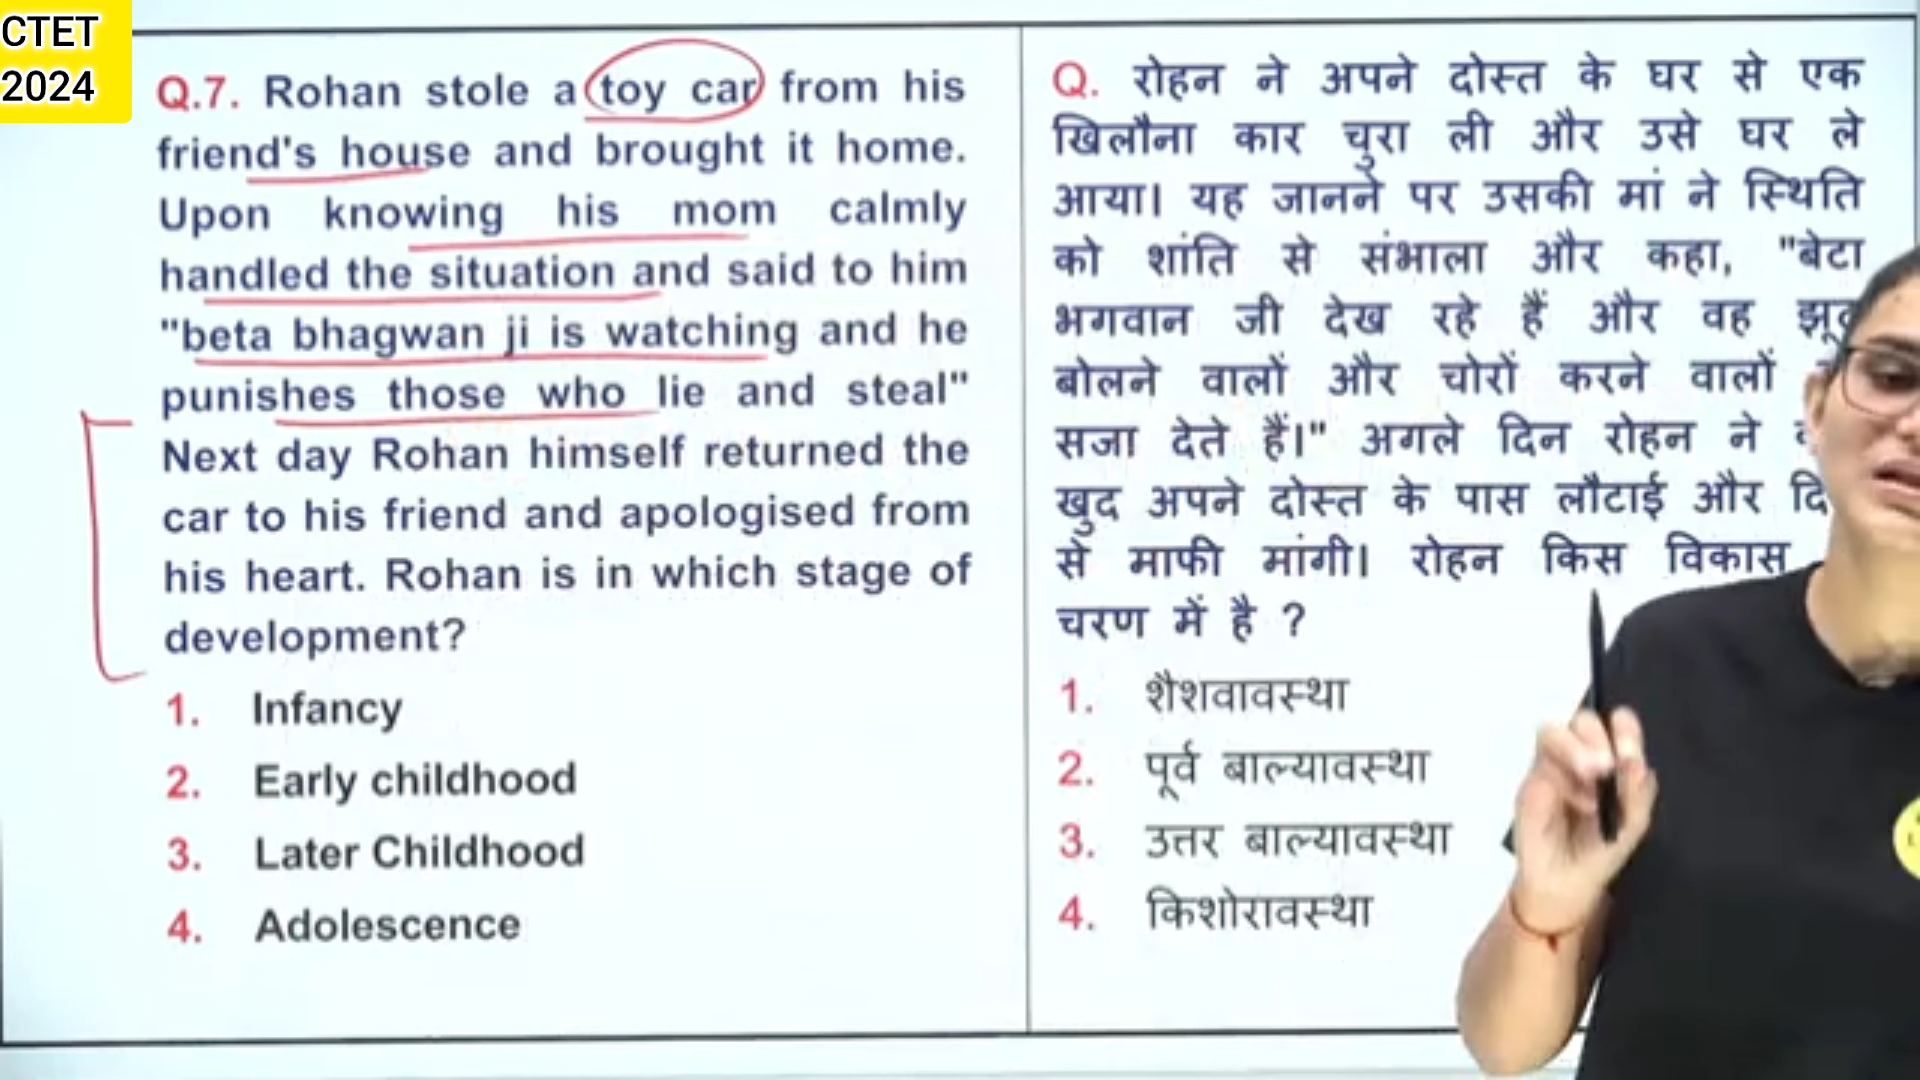 CTET
2024
Q.7. Rohan stole a toy car from his
friend's house and brought it home.
Upon knowing his mom calmly
handled the situation and said to him
"beta bhagwan ji is watching and he
punishes those who lie and steal"
Next day Rohan himself returned the
car to his friend and apologised from
his heart. Rohan is in which stage of
development?
1. Infancy
2. Early childhood
3. Later Childhood
4. Adolescence
Q. रोहन ने अपने दोस्त के घर से एक
खिलौना कार चुरा ली और उसे घर ले
आया। यह जानने पर उसकी मां ने स्थिति
को शांति से संभाला और कहा, "बेटा
भगवान जी देख रहे हैं और वह
बोलने वालों और चोरों करने वालों
सजा देते हैं।" अगले दिन रोहन ने
खुद अपने दोस्त के पास लौटाई और
से माफी मांगी। रोहन किस विकास
चरण में है ?
1. शैशवावस्था
2. पूर्व बाल्यावस्था
3. उत्तर बाल्यावस्था
4. किशोरावस्था